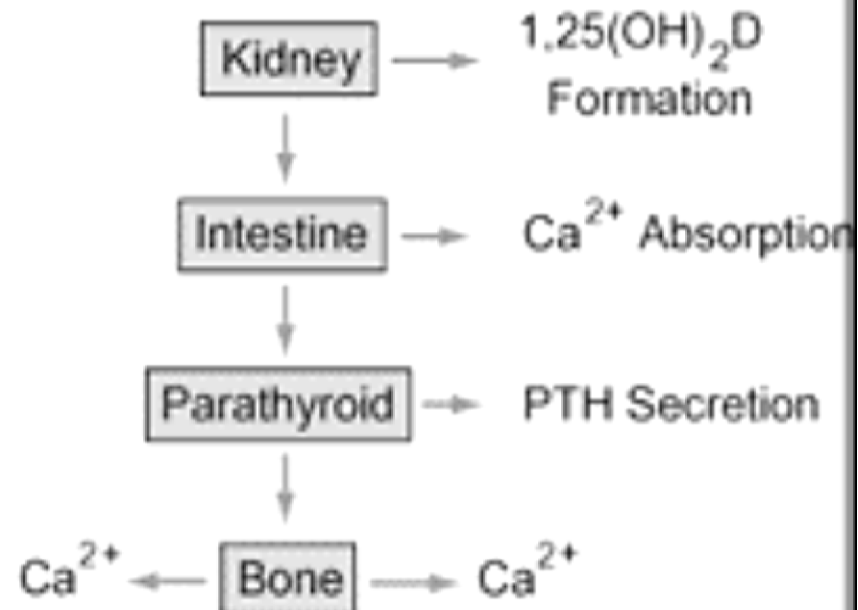 Kidney
1.25(OH)₂D
Formation
Intestine
Ca²⁺ Absorption
Parathyroid
PTH Secretion
Ca²⁺
Bone
Ca²⁺